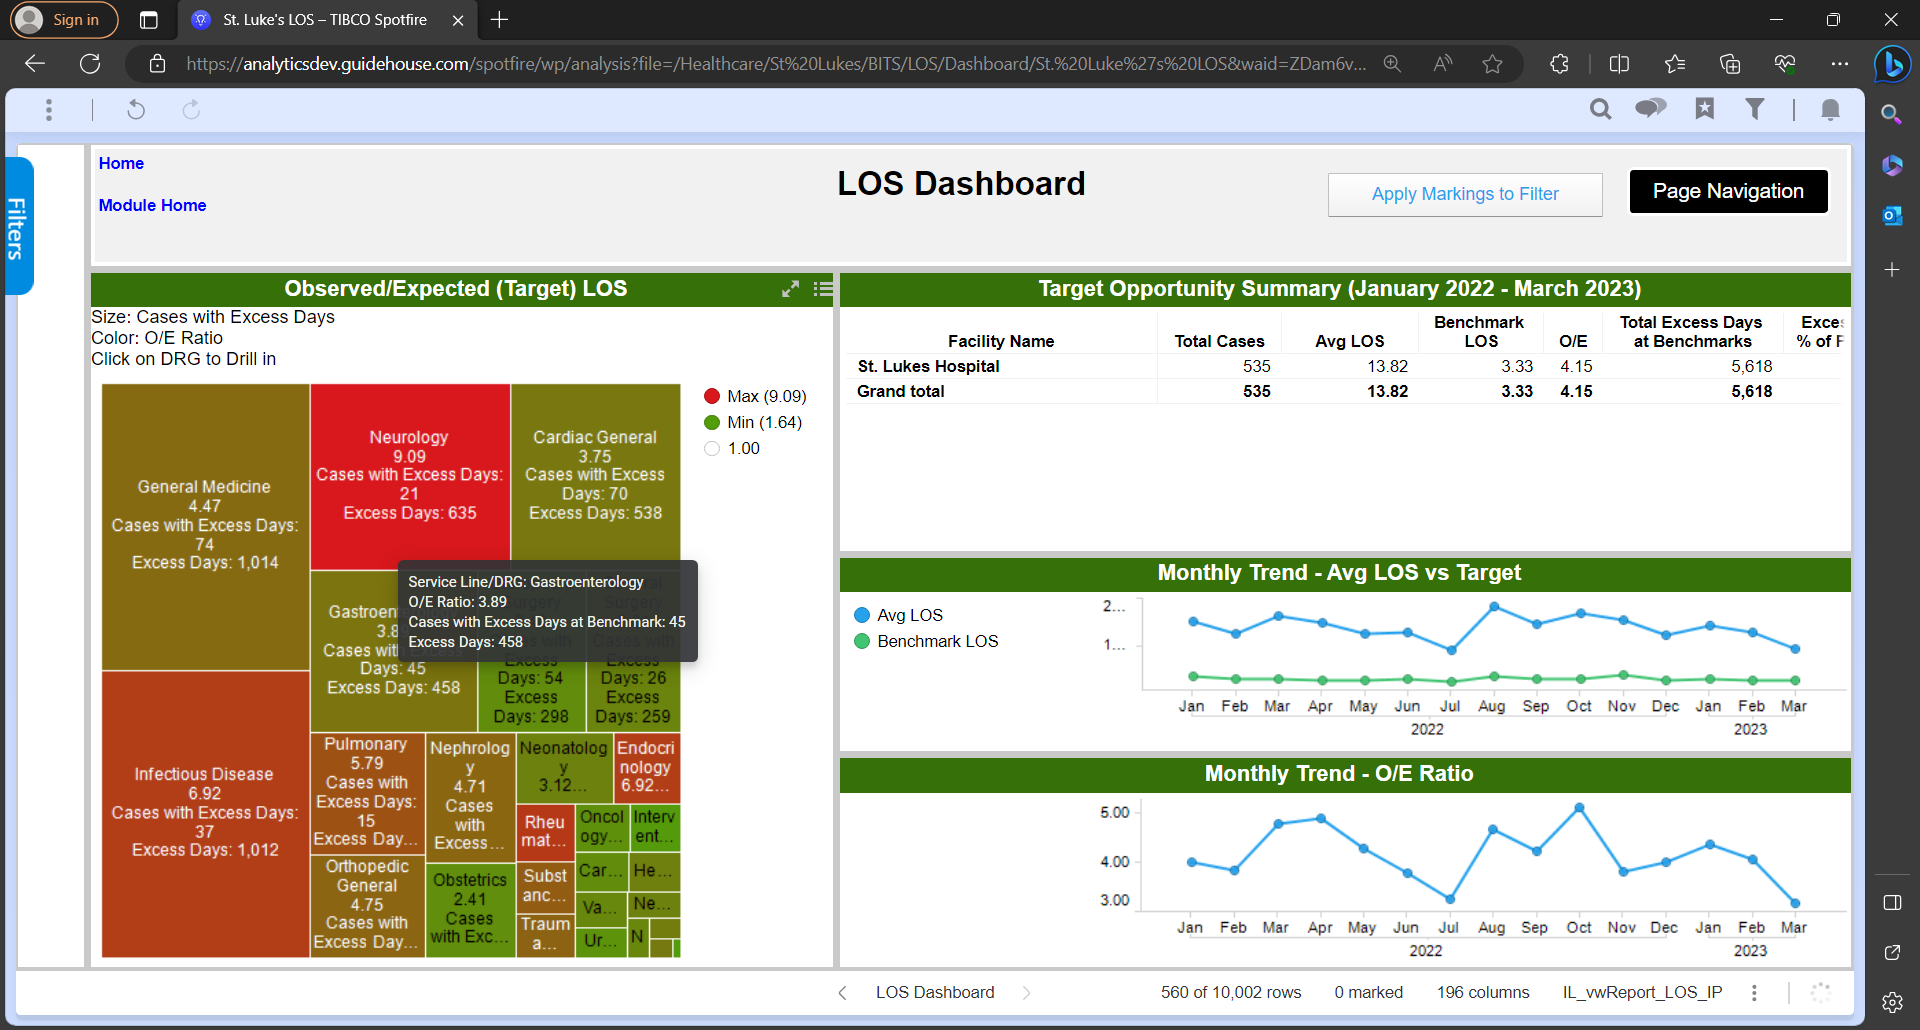 Sign in
St. Luke's LOS – TIBCO Spotfire
https://analyticsdev.guidehouse.com/spotfire/wp/analysis?file=/Healthcare/St%20Lukes/BITS/LOS/Dashboard/St.%20Luke%27s%20LOS&waid=ZDam6v...
Filters
Home
Module Home
LOS Dashboard
Apply Markings to Filter
Page Navigation
Observed/Expected (Target) LOS
Size: Cases with Excess Days
Color: O/E Ratio
Click on DRG to Drill in
General Medicine
4.47
Cases with Excess Days:
74
Excess Days: 1,014
Neurology
9.09
Cases with Excess Days:
21
Excess Days: 635
Cardiac General
3.75
Cases with Excess
Days: 70
Excess Days: 538
Max (9.09)
Min (1.64)
1.00
Service Line/DRG: Gastroenterology
O/E Ratio: 3.89
Cases with Excess Days at Benchmark: 45
Excess Days: 458
Gastroent
3.8
Cases wit
Days: 45
Excess Days: 458
Excess
Days: 54
Excess
Days: 298
Excess
Days: 26
Excess
Days: 259
Infectious Disease
6.92
Cases with Excess Days:
37
Excess Days: 1,012
Pulmonary
5.79
Cases with
Excess Days:
15
Excess Day...
Nephrolog
y
4.71
Cases
with
Excess...
Neonatolog
y
3.12...
Endocri
nology
6.92...
Orthopedic
General
4.75
Cases with
Excess Day...
Obstetrics
2.41
Cases
with Exc...
Rheu
mat...
Oncol
ogy...
Interv
ent...
Subst
anc...
Car...
He...
Va...
Ne...
Traum
a...
Ur...
N
Target Opportunity Summary (January 2022 - March 2023)
Facility Name Total Cases Avg LOS Benchmark LOS O/E Total Excess Days at Benchmarks Exces % of F
St. Lukes Hospital 535 13.82 3.33 4.15 5,618
Grand total 535 13.82 3.33 4.15 5,618
Monthly Trend - Avg LOS vs Target
Avg LOS
Benchmark LOS
2...
1...
Jan Feb Mar Apr May Jun Jul Aug Sep Oct Nov Dec Jan Feb Mar
2022 2023
Monthly Trend - O/E Ratio
5.00
4.00
3.00
Jan Feb Mar Apr May Jun Jul Aug Sep Oct Nov Dec Jan Feb Mar
2022 2023
LOS Dashboard
560 of 10,002 rows 0 marked 196 columns IL_vwReport_LOS_IP